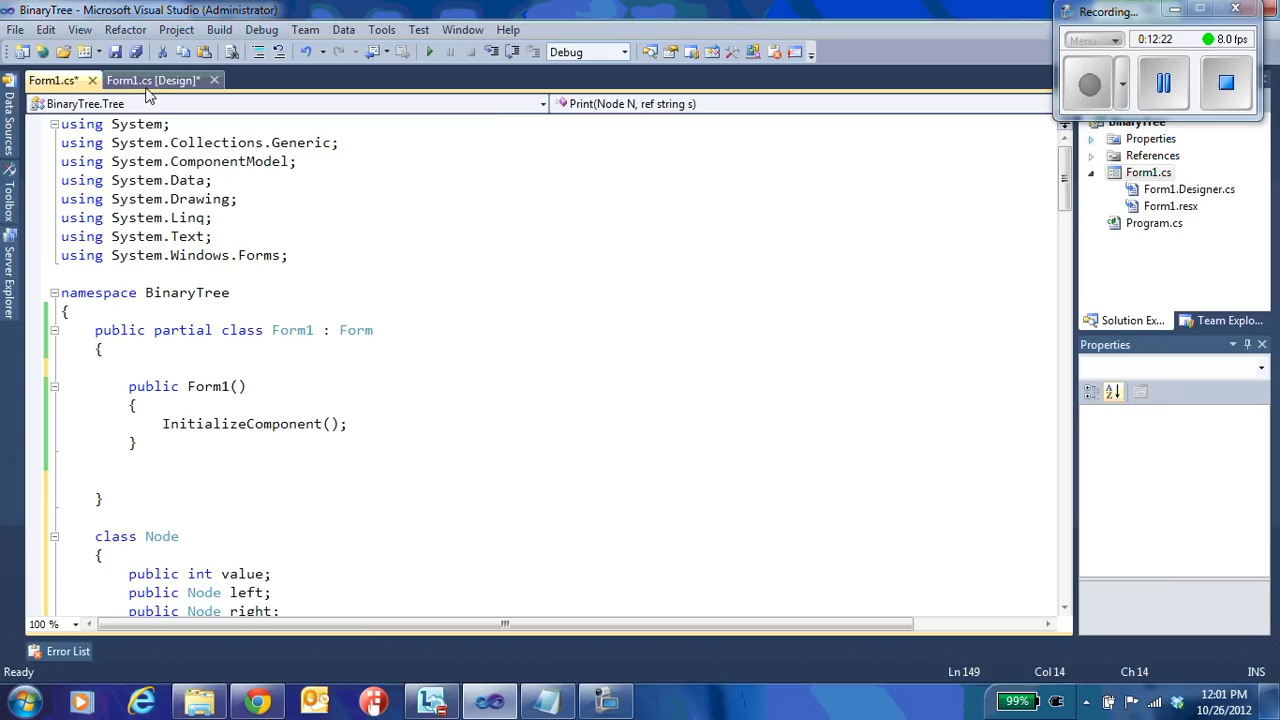 BinaryTree - Microsoft Visual Studio (Administrator)
Recording...
File Edit View Refactor Project Build Debug Team Data Tools Test Window Help
Menu 0:12:22 8.0 fps
Debug
Form1.cs* Form1.cs [Design]*
BinaryTree.Tree Print(Node N, ref string s)
using System;
using System.Collections.Generic;
using System.ComponentModel;
using System.Data;
using System.Drawing;
using System.Linq;
using System.Text;
using System.Windows.Forms;
namespace BinaryTree
{
public partial class Form1 : Form
{
public Form1()
{
InitializeComponent();
}
}
class Node
{
public int value;
public Node left;
public Node right;
100 %
Data Sources
Toolbox
Server Explorer
BinaryTree
Properties
References
Form1.cs
Form1.Designer.cs
Form1.resx
Program.cs
Solution Ex... Team Explo...
Properties
Error List
Ready Ln 149 Col 14 Ch 14 INS
99%
12:01 PM
10/26/2012